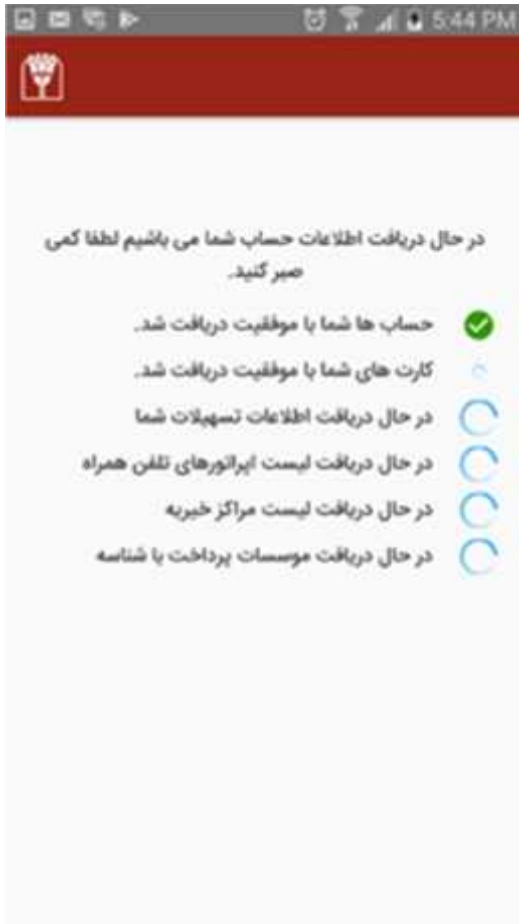 5:44 PM
در حال دریافت اطلاعات حساب شما می باشیم لطفا کمی
صبر کنید.
حساب ها شما با موفقیت دریافت شد.
کارت های شما با موفقیت دریافت شد.
در حال دریافت اطلاعات تسهیلات شما
در حال دریافت لیست اپراتورهای تلفن همراه
در حال دریافت لیست مراکز خیریه
در حال دریافت موسسات پرداخت با شناسه